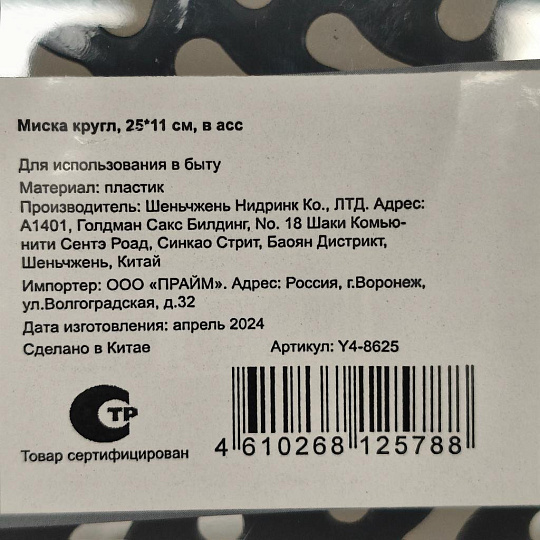 Миска кругл, 25*11 см, в асс
Для использования в быту
Материал: пластик
Производитель: Шеньчжень Нидринк Ко., ЛТД. Адрес:
А1401, Голдман Сакс Билдинг, No. 18 Шаки Комью-
нити Сентэ Роад, Синкао Стрит, Баоян Дистрикт,
Шеньчжень, Китай
Импортер: ООО «ПРАЙМ». Адрес: Россия, г.Воронеж,
ул.Волгоградская, д.32
Дата изготовления: апрель 2024
Сделано в Китае
Артикул: Y4-8625
СТР
Товар сертифицирован
4 610268 125788